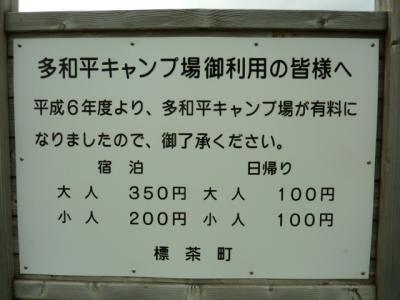 多和平キャンプ場御利用の皆様へ
平成6年度より、多和平キャンプ場が有料に
なりましたので、御了承ください。
宿 泊 日帰り
大 人 350円 大 人 100円
小 人 200円 小 人 100円
標 茶 町